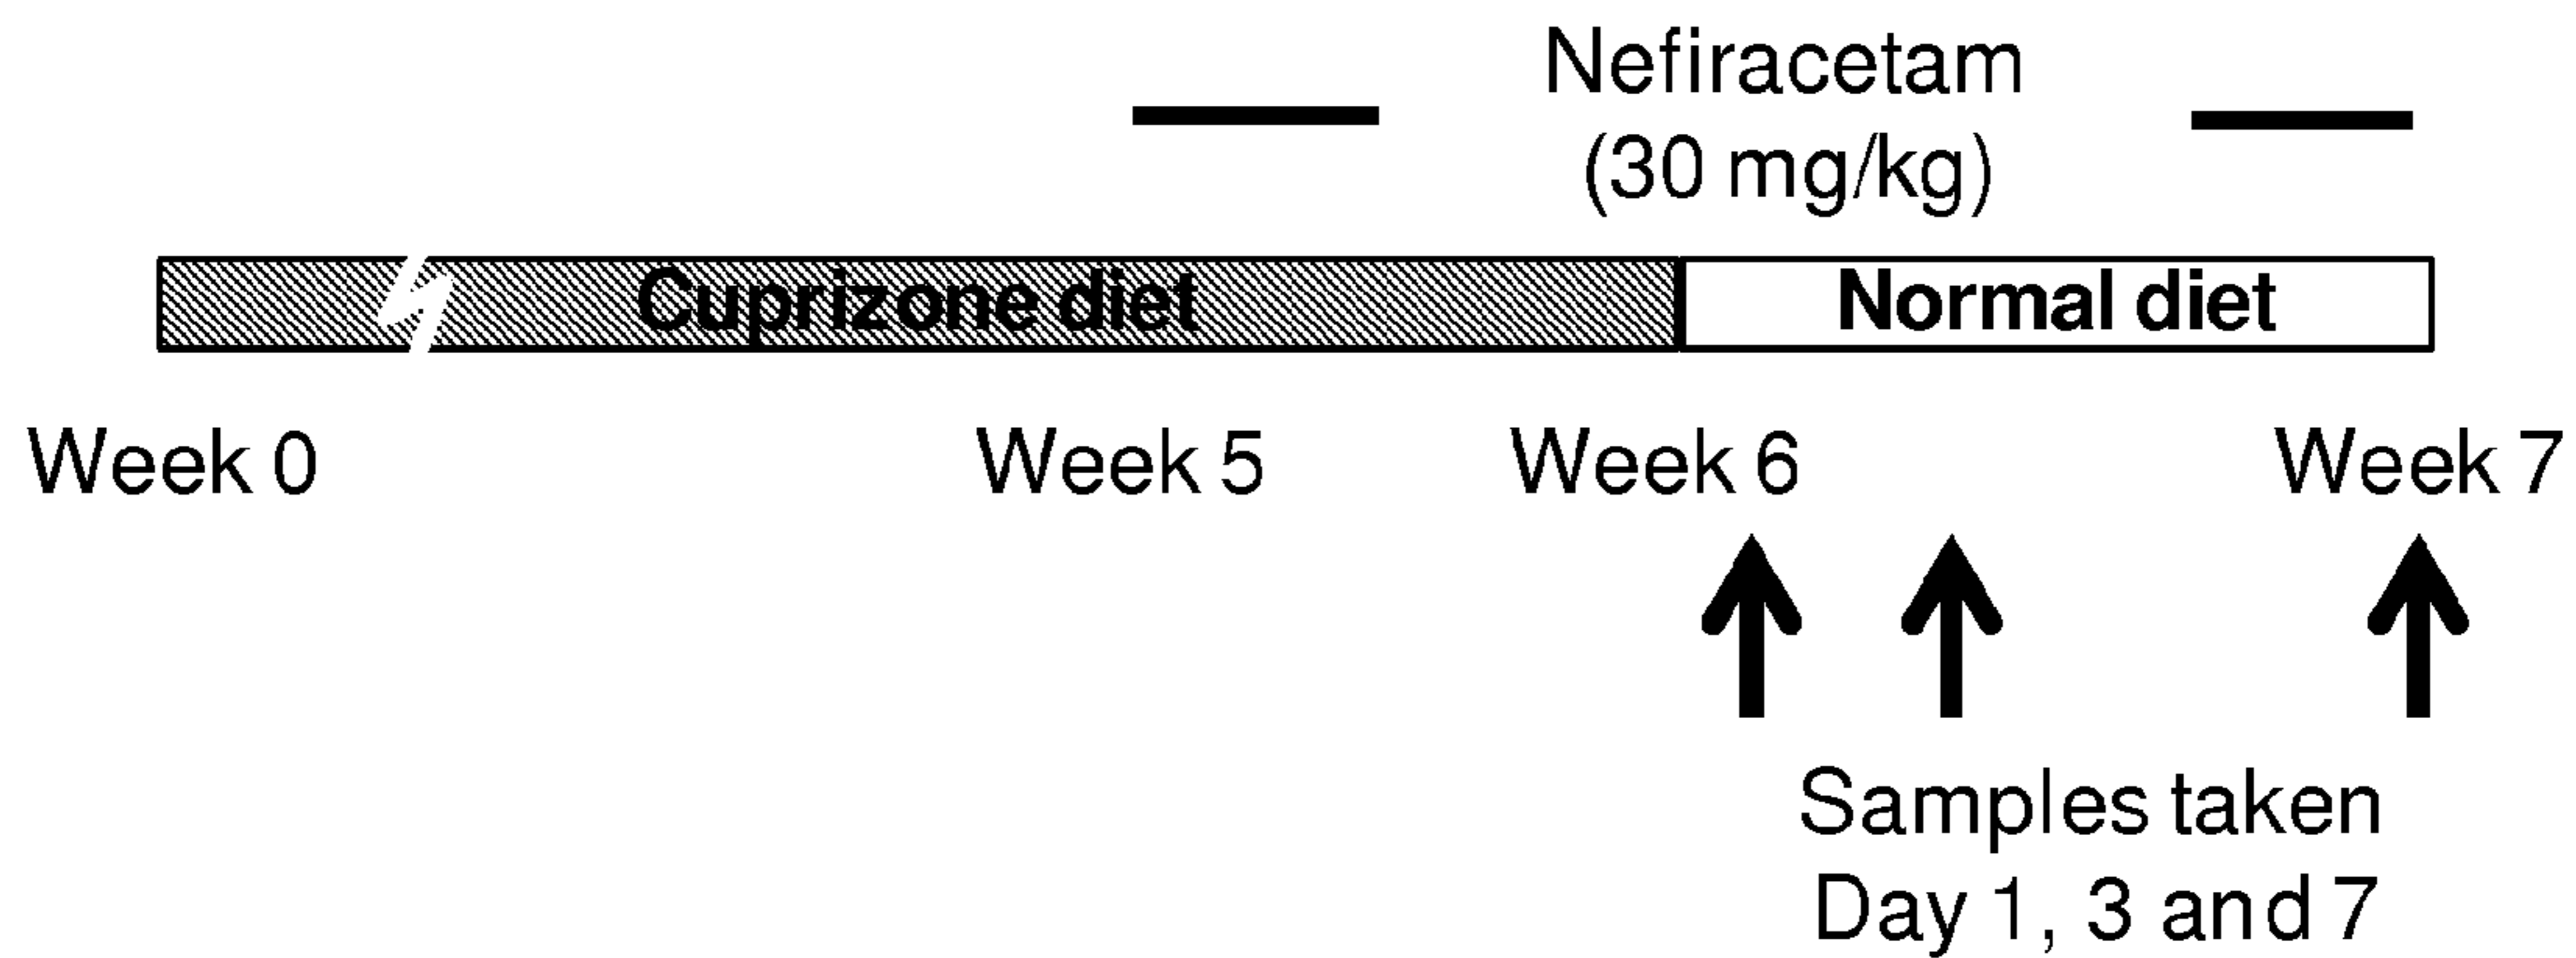 Nefiracetam
(30 mg/kg)
Cuprizone diet
Normal diet
Week 0
Week 5
Week 6
Week 7
Samples taken
Day 1, 3 and 7